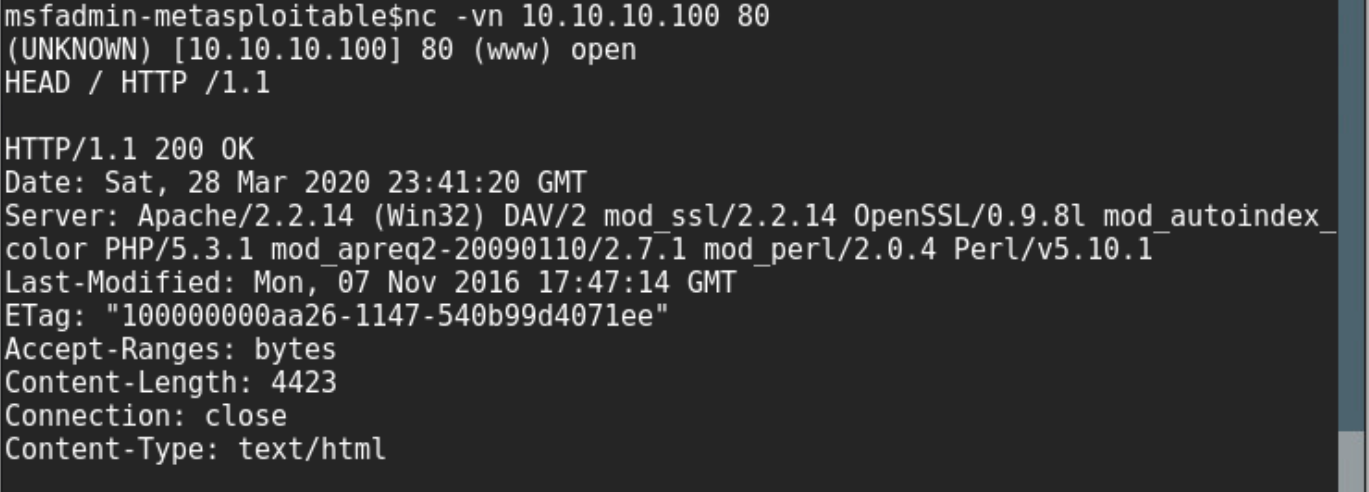 msfadmin-metasploitable$nc -vn 10.10.10.100 80
(UNKNOWN) [10.10.10.100] 80 (www) open
HEAD / HTTP /1.1
HTTP/1.1 200 OK
Date: Sat, 28 Mar 2020 23:41:20 GMT
Server: Apache/2.2.14 (Win32) DAV/2 mod_ssl/2.2.14 OpenSSL/0.9.8l mod_autoindex_
color PHP/5.3.1 mod_apreq2-20090110/2.7.1 mod_perl/2.0.4 Perl/v5.10.1
Last-Modified: Mon, 07 Nov 2016 17:47:14 GMT
ETag: "100000000aa26-1147-540b99d4071ee"
Accept-Ranges: bytes
Content-Length: 4423
Connection: close
Content-Type: text/html